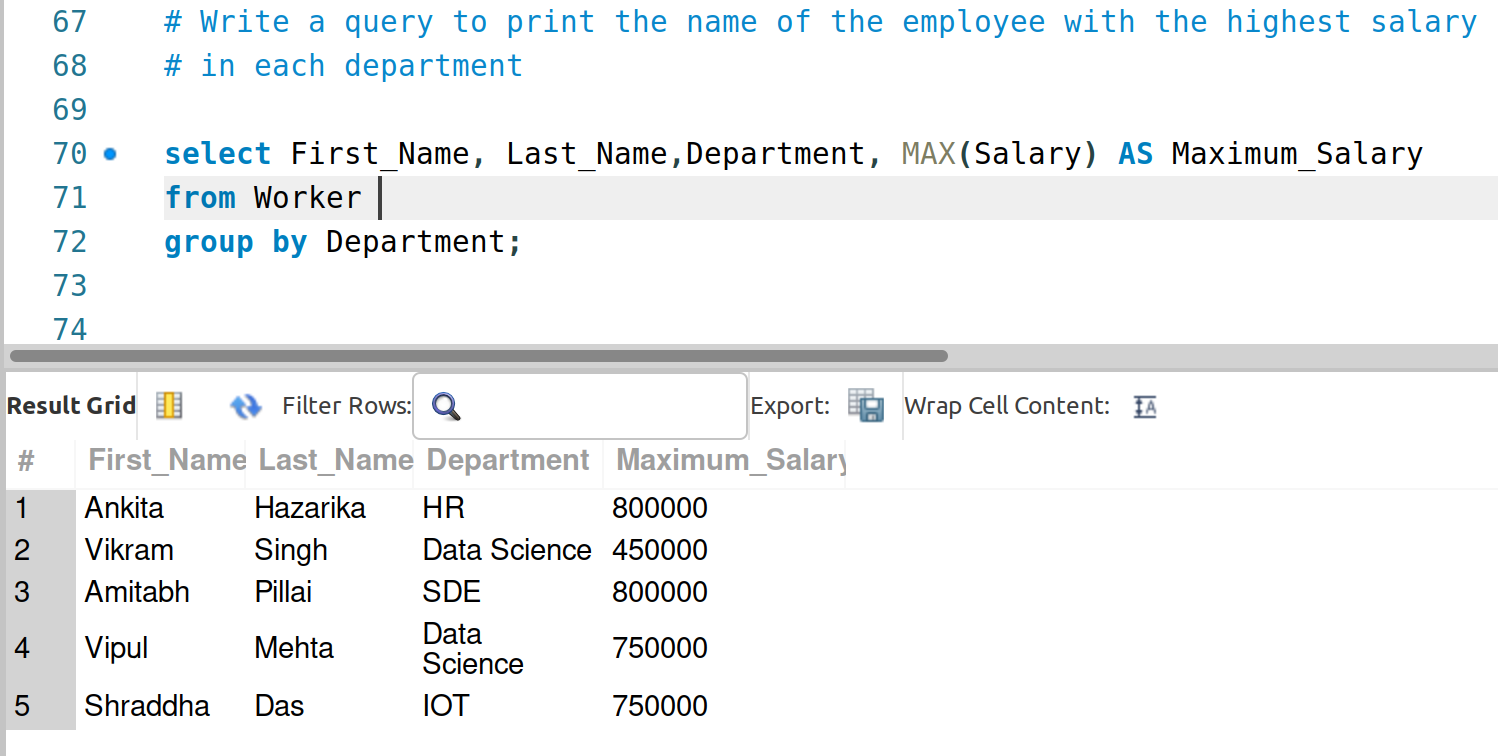 67 # Write a query to print the name of the employee with the highest salary
68 # in each department
69
70 select First_Name, Last_Name,Department, MAX(Salary) AS Maximum_Salary
71 from Worker
72 group by Department;
73
74
Result Grid Filter Rows: Export: Wrap Cell Content:
# First_Name Last_Name Department Maximum_Salary
1 Ankita Hazarika HR 800000
2 Vikram Singh Data Science 450000
3 Amitabh Pillai SDE 800000
4 Vipul Mehta Data
Science 750000
5 Shraddha Das IOT 750000